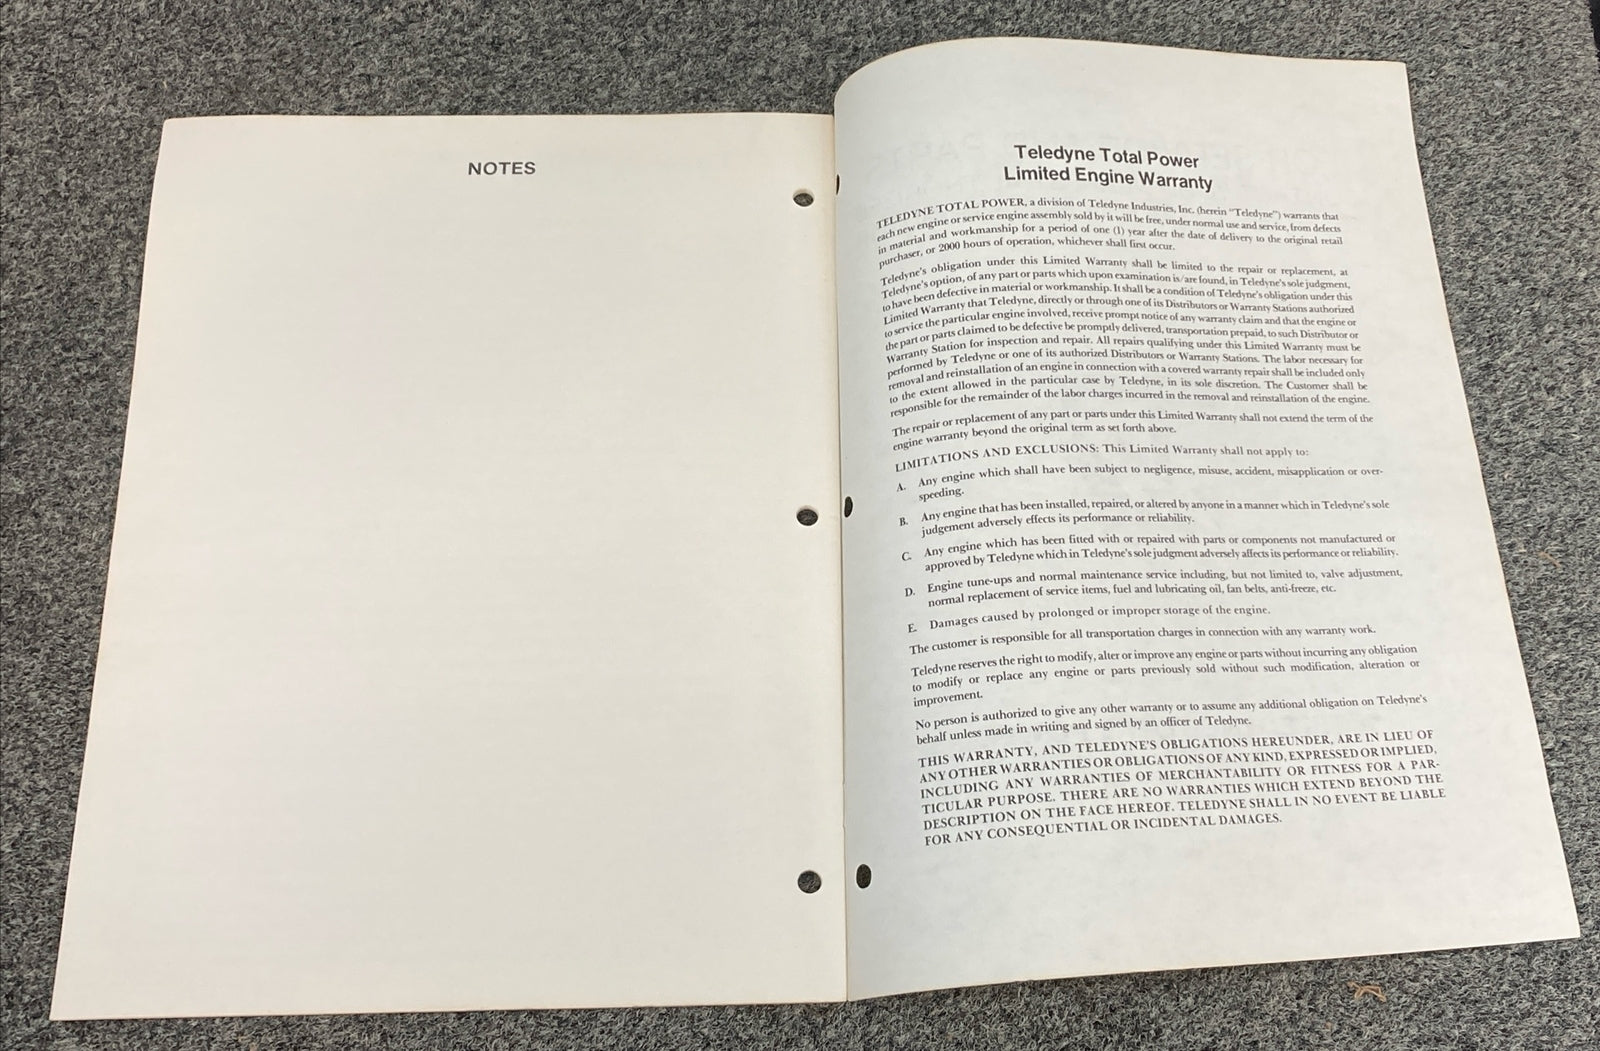 NOTES
Teledyne Total Power
Limited Engine Warranty
TELEDYNE TOTAL POWER, a division of Teledyne Industries, Inc. (herein "Teledyne") warrants that
each new engine or service engine assembly sold by it will be free, under normal use and service, from defects
in material and workmanship for a period of one (1) year after the date of delivery to the original retail
purchaser, or 2000 hours of operation, whichever shall first occur.
Teledyne's obligation under this Limited Warranty shall be limited to the repair or replacement, at
Teledyne's option, of any part or parts which upon examination is/are found, in Teledyne's sole judgment,
to have been defective in material or workmanship. It shall be a condition of Teledyne's obligation under this
Limited Warranty that Teledyne, directly or through one of its Distributors or Warranty Stations authorized
to service the particular engine involved, receive prompt notice of any warranty claim and that the engine or
the part or parts claimed to be defective be promptly delivered, transportation prepaid, to such Distributor or
Warranty Station for inspection and repair. All repairs qualifying under this Limited Warranty must be
performed by Teledyne or one of its authorized Distributors or Warranty Stations. The labor necessary for
removal and reinstallation of an engine in connection with a covered warranty repair shall be included only
to the extent allowed in the particular case by Teledyne, in its sole discretion. The Customer shall be
responsible for the remainder of the labor charges incurred in the removal and reinstallation of the engine.
The repair or replacement of any part or parts under this Limited Warranty shall not extend the term of the
engine warranty beyond the original term as set forth above.
LIMITATIONS AND EXCLUSIONS: This Limited Warranty shall not apply to:
A. Any engine which shall have been subject to negligence, misuse, accident, misapplication or over-
speeding.
B. Any engine that has been installed, repaired, or altered by anyone in a manner which in Teledyne's sole
judgement adversely effects its performance or reliability.
C. Any engine which has been fitted with or repaired with parts or components not manufactured or
approved by Teledyne which in Teledyne's sole judgment adversely affects its performance or reliability.
D. Engine tune-ups and normal maintenance service including, but not limited to, valve adjustment,
normal replacement of service items, fuel and lubricating oil, fan belts, anti-freeze, etc.
E. Damages caused by prolonged or improper storage of the engine.
The customer is responsible for all transportation charges in connection with any warranty work.
Teledyne reserves the right to modify, alter or improve any engine or parts without incurring any obligation
to modify or replace any engine or parts previously sold without such modification, alteration or
improvement.
No person is authorized to give any other warranty or to assume any additional obligation on Teledyne's
behalf unless made in writing and signed by an officer of Teledyne.
THIS WARRANTY, AND TELEDYNE'S OBLIGATIONS HEREUNDER, ARE IN LIEU OF
ANY OTHER WARRANTIES OR OBLIGATIONS OF ANY KIND, EXPRESSED OR IMPLIED,
INCLUDING ANY WARRANTIES OF MERCHANTABILITY OR FITNESS FOR A PAR-
TICULAR PURPOSE. THERE ARE NO WARRANTIES WHICH EXTEND BEYOND THE
DESCRIPTION ON THE FACE HEREOF. TELEDYNE SHALL IN NO EVENT BE LIABLE
FOR ANY CONSEQUENTIAL OR INCIDENTAL DAMAGES.